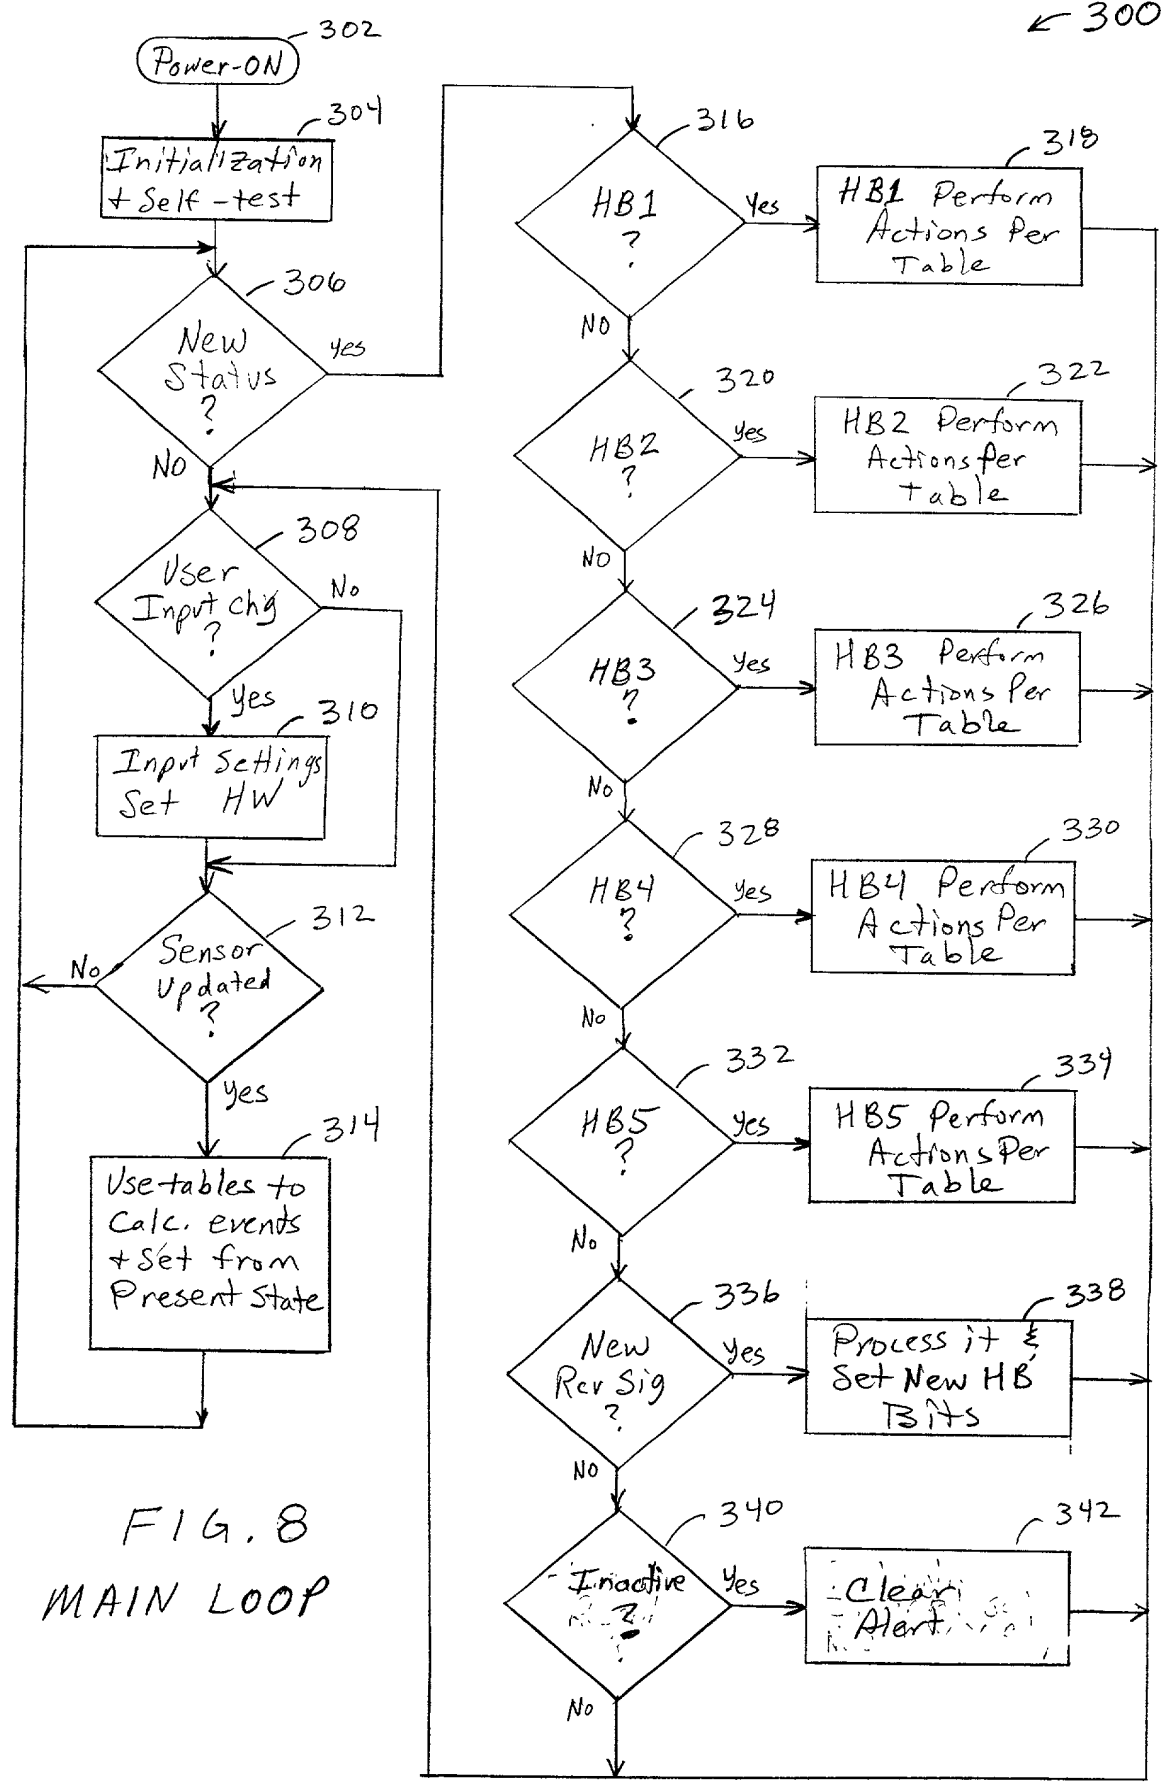 300
302
Power-ON
304
Initialization
+ Self-test
306
New
Status
?
Yes
NO
308
User
Input Chg
?
No
Yes
310
Input Settings
Set HW
312
Sensor
Updated
?
No
Yes
314
Use tables to
Calc. events
+ Set from
Present State
316
HB1
?
Yes
NO
318
HB1 Perform
Actions Per
Table
320
HB2
?
Yes
NO
322
HB2 Perform
Actions Per
Table
324
HB3
?
Yes
No
326
HB3 Perform
Actions Per
Table
328
HB4
?
Yes
No
330
HB4 Perform
Actions Per
Table
332
HB5
?
Yes
No
334
HB5 Perform
Actions Per
Table
336
New
Rcv Sig
?
Yes
No
338
Process it &
Set New HB
Bits
340
Inactive
?
Yes
No
342
Clear
Alert
FIG. 8
MAIN LOOP